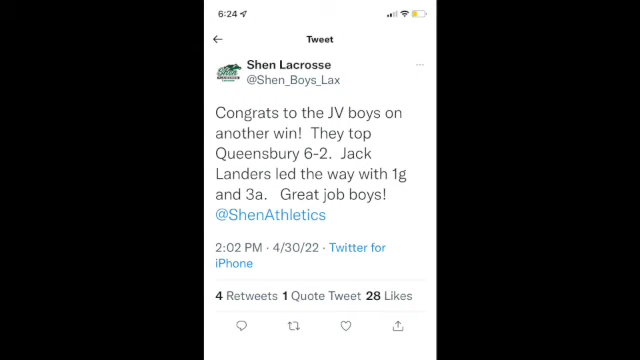 6:24
Tweet
Shen Lacrosse
@Shen_Boys_Lax
Congrats to the JV boys on
another win! They top
Queensbury 6-2. Jack
Landers led the way with 1g
and 3a. Great job boys!
@ShenAthletics
2:02 PM · 4/30/22 · Twitter for
iPhone
4 Retweets 1 Quote Tweet 28 Likes